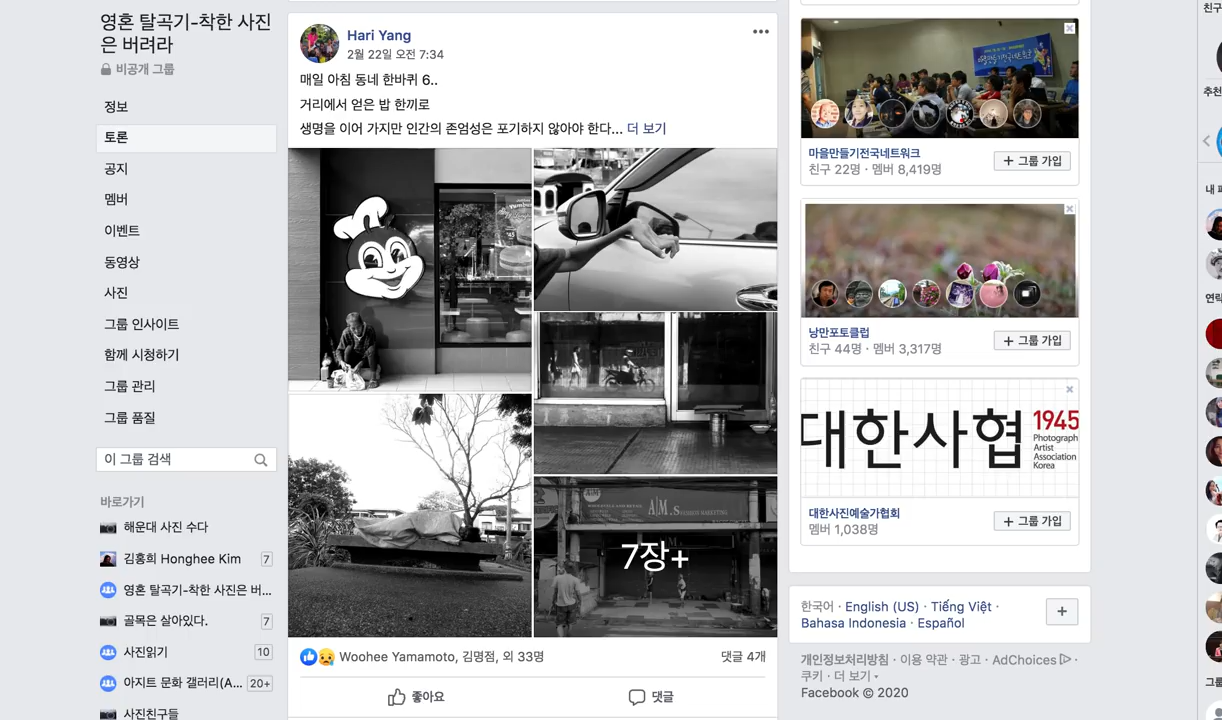 영혼 탈곡기-착한 사진
은 버려라
비공개 그룹
정보
토론
공지
멤버
이벤트
동영상
사진
그룹 인사이트
함께 시청하기
그룹 관리
그룹 품질
이 그룹 검색
바로가기
해운대 사진 수다
김홍희 Honghee Kim 7
영혼 탈곡기-착한 사진은 버...
골목은 살아있다. 7
사진읽기 10
아지트 문화 갤러리(A... 20+
사진친구들
Hari Yang
2월 22일 오전 7:34
매일 아침 동네 한바퀴 6..
거리에서 얻은 밥 한끼로
생명을 이어 가지만 인간의 존엄성은 포기하지 않아야 한다... 더 보기
A|M.s
7장+
Woohee Yamamoto, 김명점, 외 33명
댓글 4개
좋아요
댓글
마을만들기전국네트워크
친구 22명 · 멤버 8,419명
+ 그룹 가입
낭만포토클럽
친구 44명 · 멤버 3,317명
+ 그룹 가입
대한사협
1945
Photograph
Artist
Association
Korea
대한사진예술가협회
멤버 1,038명
+ 그룹 가입
한국어 · English (US) · Tiếng Việt ·
Bahasa Indonesia · Español
+
개인정보처리방침 · 이용 약관 · 광고 · AdChoices ·
쿠키 · 더 보기
Facebook © 2020
친구
추천
내 
연락
그룹